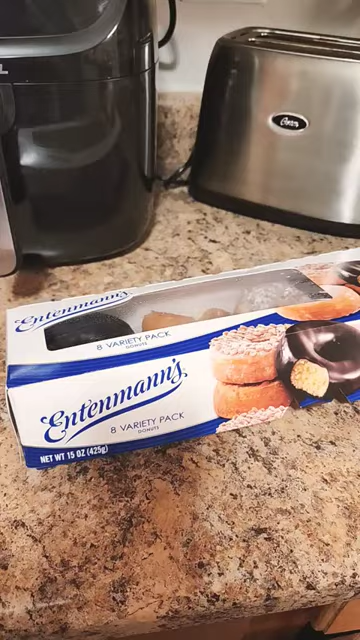 L
Oster
Entenmann's
8 VARIETY PACK
DONUTS
Entenmann's
8 VARIETY PACK
DONUTS
NET WT 15 OZ (425g)